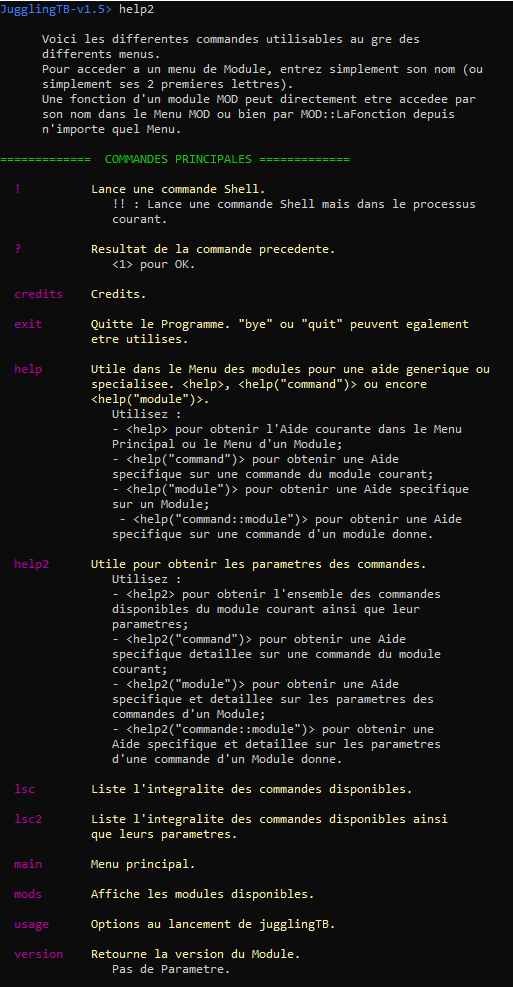 JugglingTB-v1.5> help2
Voici les differentes commandes utilisables au gre des
differents menus.
Pour acceder a un menu de Module, entrez simplement son nom (ou
simplement ses 2 premieres lettres).
Une fonction d'un module MOD peut directement etre accedee par
son nom dans le Menu MOD ou bien par MOD::LaFonction depuis
n'importe quel Menu.
============= COMMANDES PRINCIPALES =============
! Lance une commande Shell.
!! : Lance une commande Shell mais dans le processus
courant.
? Resultat de la commande precedente.
<1> pour OK.
credits Credits.
exit Quitte le Programme. "bye" ou "quit" peuvent egalement
etre utilises.
help Utile dans le Menu des modules pour une aide generique ou
specialisee. <help>, <help("command")> ou encore
<help("module")>.
Utilisez :
- <help> pour obtenir l'Aide courante dans le Menu
Principal ou le Menu d'un Module;
- <help("command")> pour obtenir une Aide
specifique sur une commande du module courant;
- <help("module")> pour obtenir une Aide specifique
sur un Module;
- <help("command::module")> pour obtenir une Aide
specifique sur une commande d'un module donne.
help2 Utile pour obtenir les parametres des commandes.
Utilisez :
- <help2> pour obtenir l'ensemble des commandes
disponibles du module courant ainsi que leur
parametres;
- <help2("command")> pour obtenir une Aide
specifique detaillee sur une commande du module
courant;
- <help2("module")> pour obtenir une Aide
specifique et detaillee sur les parametres des
commandes d'un Module;
- <help2("commande::module")> pour obtenir une
Aide specifique et detaillee sur les parametres
d'une commande d'un Module donne.
lsc Liste l'integralite des commandes disponibles.
lsc2 Liste l'integralite des commandes disponibles ainsi
que leurs parametres.
main Menu principal.
mods Affiche les modules disponibles.
usage Options au lancement de jugglingTB.
version Retourne la version du Module.
Pas de Parametre.